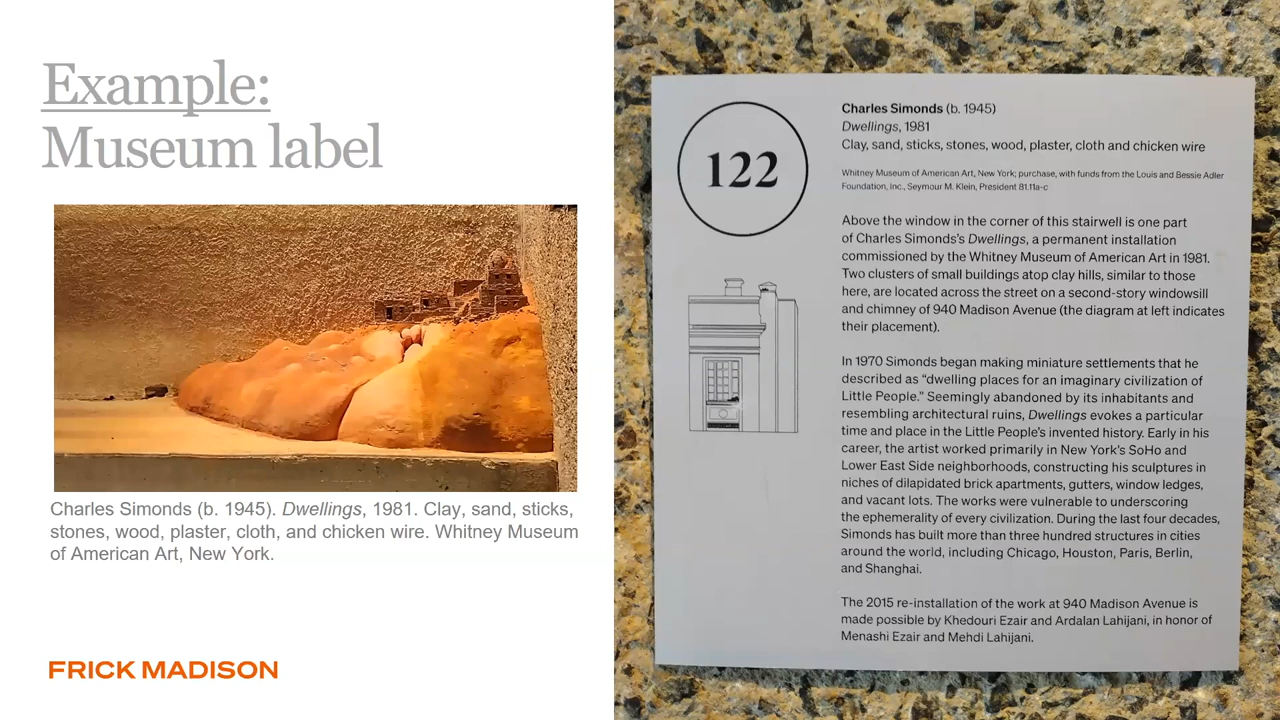 Example:
Museum label
Charles Simonds (b. 1945). Dwellings, 1981. Clay, sand, sticks,
stones, wood, plaster, cloth, and chicken wire. Whitney Museum
of American Art, New York.
FRICK MADISON
122
Charles Simonds (b. 1945)
Dwellings, 1981
Clay, sand, sticks, stones, wood, plaster, cloth and chicken wire
Whitney Museum of American Art, New York; purchase, with funds from the Louis and Bessie Adler
Foundation, Inc., Seymour M. Klein, President 81.11a-c
Above the window in the corner of this stairwell is one part
of Charles Simonds's Dwellings, a permanent installation
commissioned by the Whitney Museum of American Art in 1981.
Two clusters of small buildings atop clay hills, similar to those
here, are located across the street on a second-story windowsill
and chimney of 940 Madison Avenue (the diagram at left indicates
their placement).
In 1970 Simonds began making miniature settlements that he
described as “dwelling places for an imaginary civilization of
Little People.” Seemingly abandoned by its inhabitants and
resembling architectural ruins, Dwellings evokes a particular
time and place in the Little People's invented history. Early in his
career, the artist worked primarily in New York's SoHo and
Lower East Side neighborhoods, constructing his sculptures in
niches of dilapidated brick apartments, gutters, window ledges,
and vacant lots. The works were vulnerable to underscoring
the ephemerality of every civilization. During the last four decades,
Simonds has built more than three hundred structures in cities
around the world, including Chicago, Houston, Paris, Berlin,
and Shanghai.
The 2015 re-installation of the work at 940 Madison Avenue is
made possible by Khedouri Ezair and Ardalan Lahijani, in honor of
Menashi Ezair and Mehdi Lahijani.